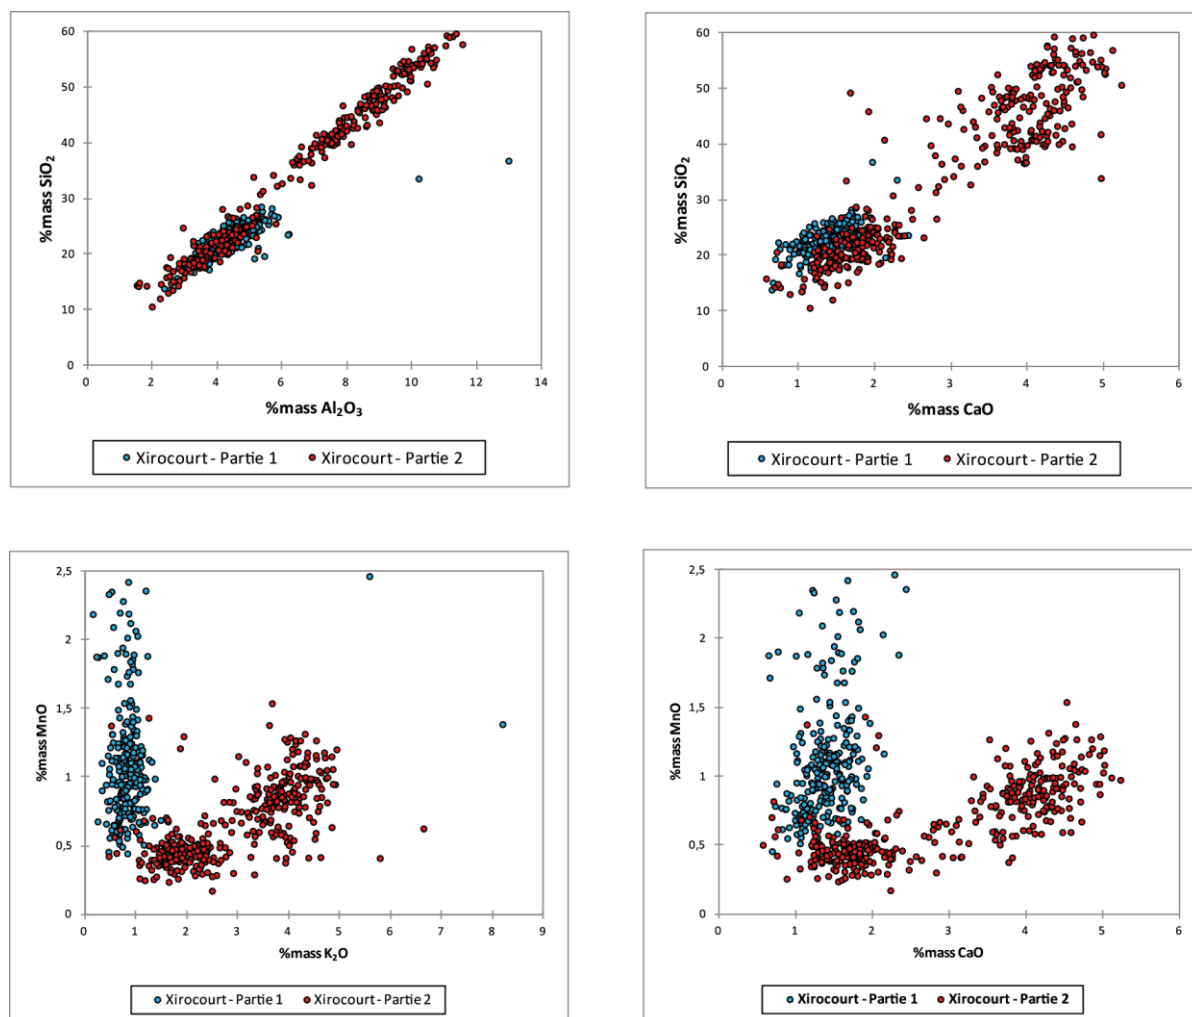 60
50
40
30
20
10
0
%mass SiO₂
0 2 4 6 8 10 12 14
%mass Al₂O₃
Xirocourt - Partie 1 Xirocourt - Partie 2
60
50
40
30
20
10
0
%mass SiO₂
0 1 2 3 4 5 6
%mass CaO
Xirocourt - Partie 1 Xirocourt - Partie 2
2,5
2
1,5
1
0,5
0
%mass MnO
0 1 2 3 4 5 6 7 8 9
%mass K₂O
Xirocourt - Partie 1 Xirocourt - Partie 2
2,5
2
1,5
1
0,5
0
%mass MnO
0 1 2 3 4 5 6
%mass CaO
Xirocourt - Partie 1 Xirocourt - Partie 2